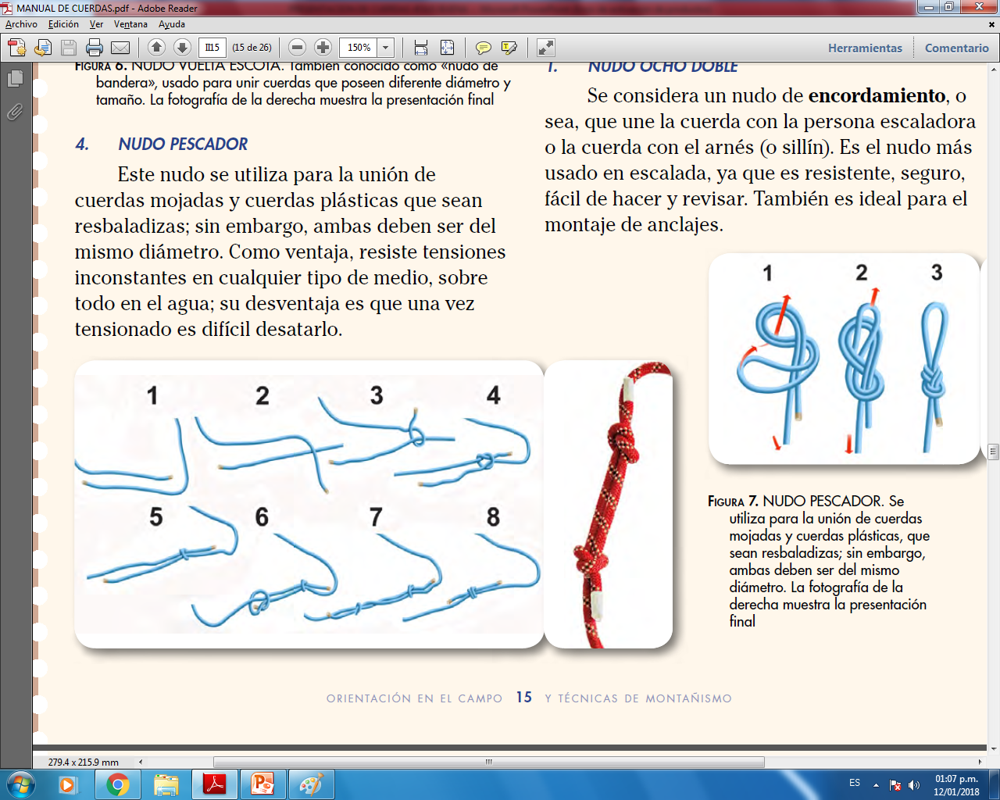 MANUAL DE CUERDAS.pdf - Adobe Reader
Archivo Edición Ver Ventana Ayuda
II15 (15 de 26) 150% Herramientas Comentario
FIGURA 6. NUDO VUELTA ESCOTA. También conocido como «nudo de
bandera», usado para unir cuerdas que poseen diferente diámetro y
tamaño. La fotografía de la derecha muestra la presentación final
4. NUDO PESCADOR
Este nudo se utiliza para la unión de
cuerdas mojadas y cuerdas plásticas que sean
resbaladizas; sin embargo, ambas deben ser del
mismo diámetro. Como ventaja, resiste tensiones
inconstantes en cualquier tipo de medio, sobre
todo en el agua; su desventaja es que una vez
tensionado es difícil desatarlo.
1 2 3 4
5 6 7 8
1. NUDO OCHO DOBLE
Se considera un nudo de encordamiento, o
sea, que une la cuerda con la persona escaladora
o la cuerda con el arnés (o sillín). Es el nudo más
usado en escalada, ya que es resistente, seguro,
fácil de hacer y revisar. También es ideal para el
montaje de anclajes.
1 2 3
FIGURA 7. NUDO PESCADOR. Se
utiliza para la unión de cuerdas
mojadas y cuerdas plásticas, que
sean resbaladizas; sin embargo,
ambas deben ser del mismo
diámetro. La fotografía de la
derecha muestra la presentación
final
ORIENTACIÓN EN EL CAMPO 15 Y TÉCNICAS DE MONTAÑISMO
279.4 x 215.9 mm
ES 01:07 p.m.
12/01/2018